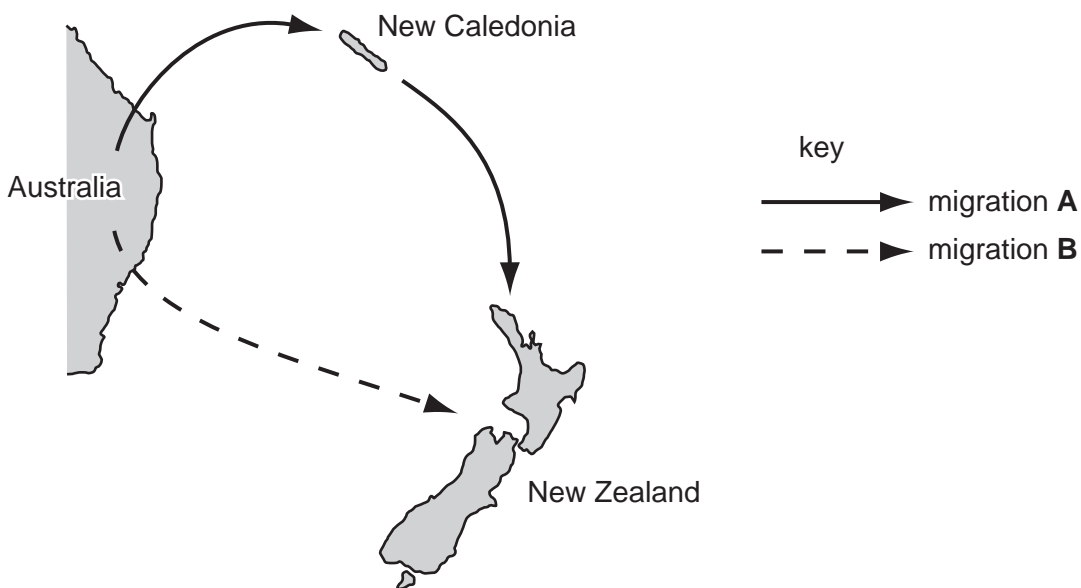 New Caledonia
Australia
key
migration A
migration B
New Zealand